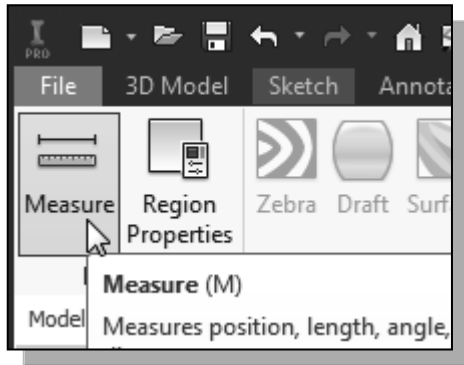 I
PRO
File 3D Model Sketch Annota
Measure Region Properties Zebra Draft Surf
Measure (M)
Model
Measures position, length, angle,